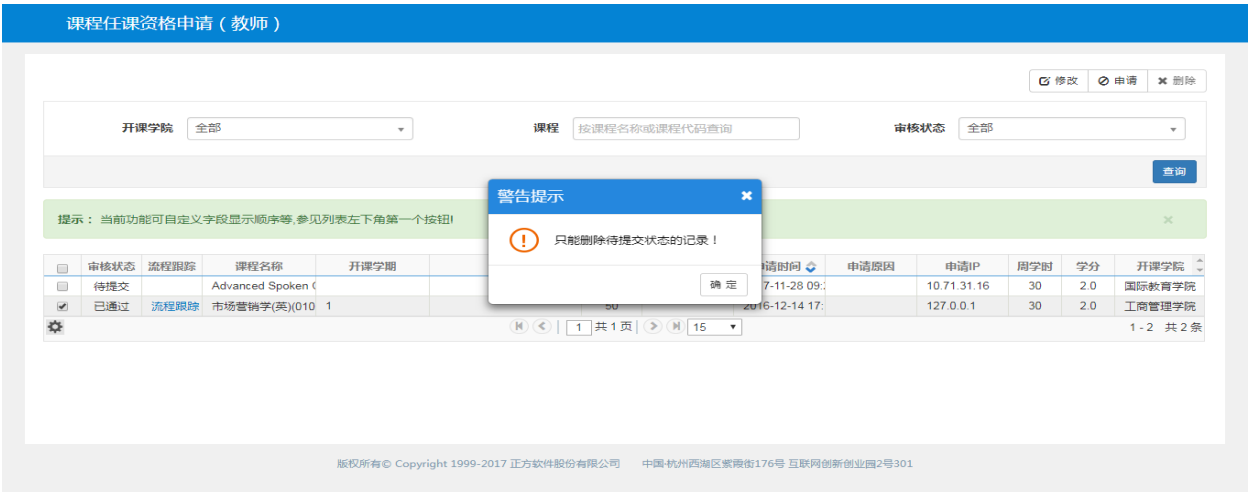 课程任课资格申请（教师）
修改 申请 删除
开课学院 全部 课程 按课程名称或课程代码查询 审核状态 全部
查询
警告提示
提示： 当前功能可自定义字段显示顺序等,参见列表左下角第一个按钮!
只能删除待提交状态的记录！
确 定
审核状态 流程跟踪 课程名称 开课学期 请时间 申请原因 申请IP 周学时 学分 开课学院
待提交 Advanced Spoken 7-11-28 09: 10.71.31.16 30 2.0 国际教育学院
已通过 流程跟踪 市场营销学(英)(010 1 50 2016-12-14 17: 127.0.0.1 30 2.0 工商管理学院
1 共 1 页 15 1 - 2 共 2 条
版权所有© Copyright 1999-2017 正方软件股份有限公司 中国·杭州西湖区紫霞街176号 互联网创新创业园2号301